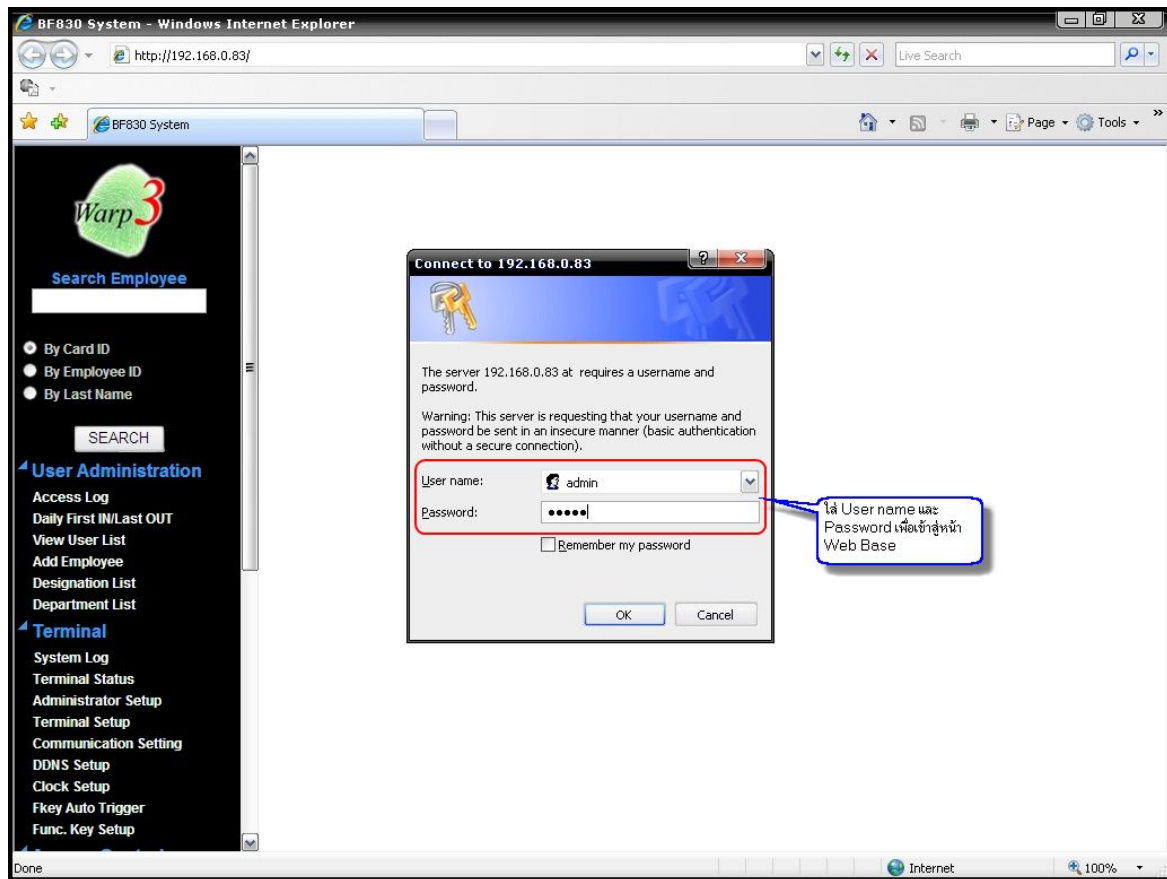 BF830 System - Windows Internet Explorer
http://192.168.0.83/
Live Search
BF830 System
Page
Tools
Warp 3
Search Employee
By Card ID
By Employee ID
By Last Name
SEARCH
User Administration
Access Log
Daily First IN/Last OUT
View User List
Add Employee
Designation List
Department List
Terminal
System Log
Terminal Status
Administrator Setup
Terminal Setup
Communication Setting
DDNS Setup
Clock Setup
Fkey Auto Trigger
Func. Key Setup
Connect to 192.168.0.83
The server 192.168.0.83 at  requires a username and
password.
Warning: This server is requesting that your username and
password be sent in an insecure manner (basic authentication
without a secure connection).
User name:
admin
Password:
•••••
Remember my password
OK
Cancel
ใส่ User name และ
Password เพื่อเข้าสู่หน้า
Web Base
Done
Internet
100%